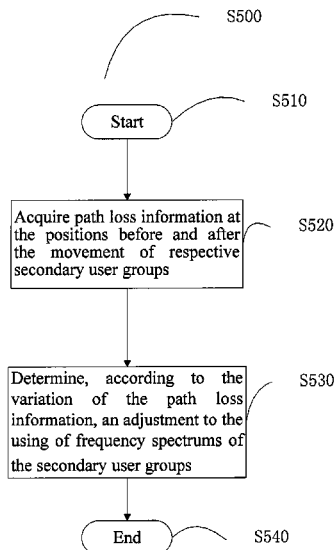 S500
S510
Start
Acquire path loss information at
the positions before and after
the movement of respective
secondary user groups
S520
Determine, according to the
variation of the path loss
information, an adjustment to the
using of frequency spectrums of
the secondary user groups
S530
End
S540